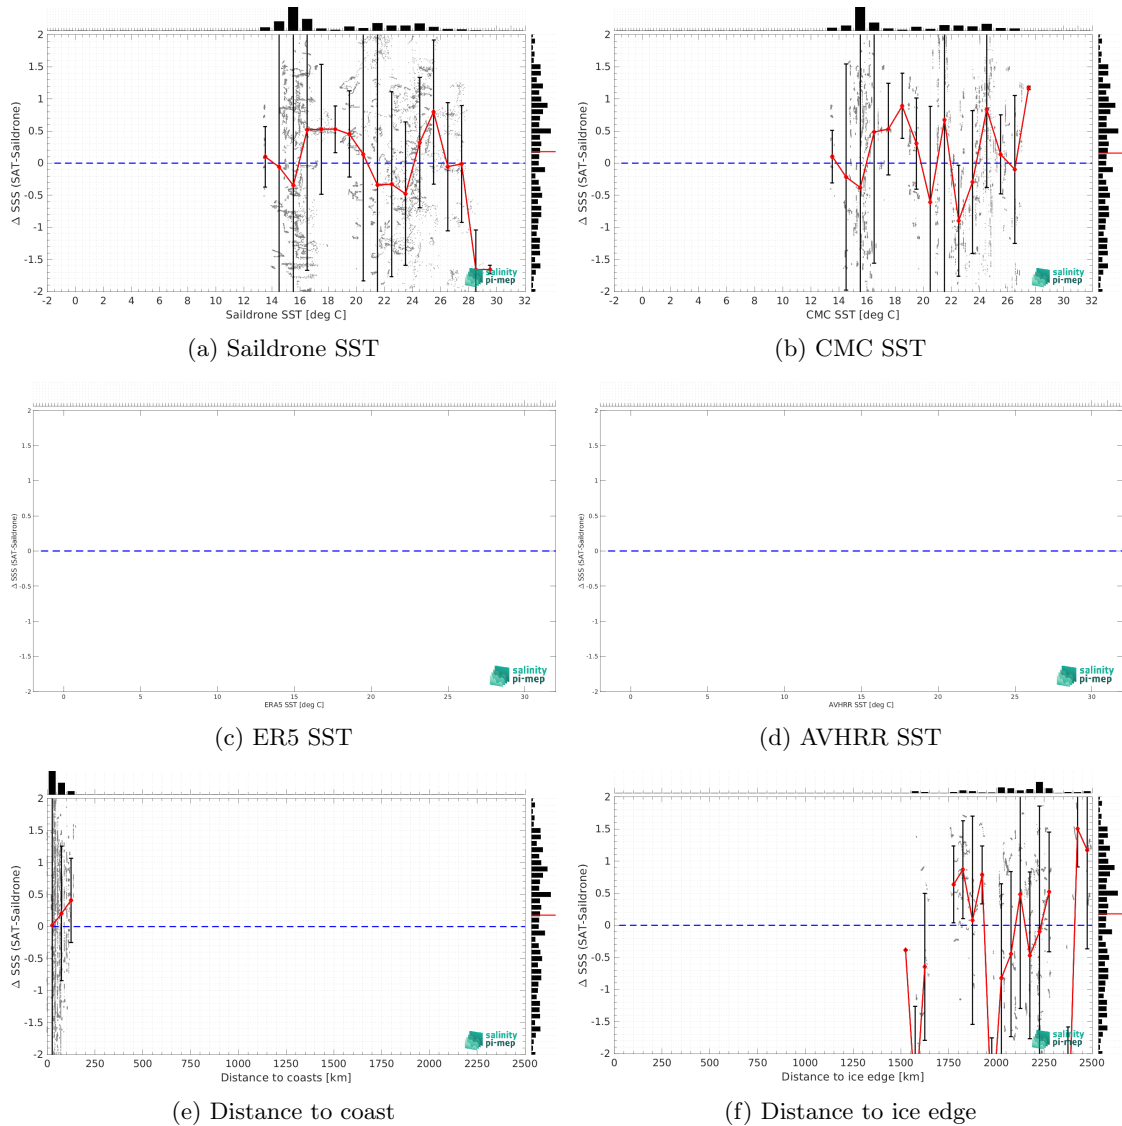 2
1.5
1
0.5
0
-0.5
-1
-1.5
-2
-2 0 2 4 6 8 10 12 14 16 18 20 22 24 26 28 30 32
Δ SSS (SAT-Saildrone)
Saildrone SST [deg C]
salinity
pi-mep
(a) Saildrone SST
2
1.5
1
0.5
0
-0.5
-1
-1.5
-2
-2 0 2 4 6 8 10 12 14 16 18 20 22 24 26 28 30 32
Δ SSS (SAT-Saildrone)
CMC SST [deg C]
salinity
pi-mep
(b) CMC SST
2
1.5
1
0.5
0
-0.5
-1
-1.5
-2
0 5 10 15 20 25 30
Δ SSS (SAT-Saildrone)
ERA5 SST [deg C]
salinity
pi-mep
(c) ER5 SST
2
1.5
1
0.5
0
-0.5
-1
-1.5
-2
0 5 10 15 20 25 30
Δ SSS (SAT-Saildrone)
AVHRR SST [deg C]
salinity
pi-mep
(d) AVHRR SST
2
1.5
1
0.5
0
-0.5
-1
-1.5
-2
0 250 500 750 1000 1250 1500 1750 2000 2250 2500
Δ SSS (SAT-Saildrone)
Distance to coasts [km]
salinity
pi-mep
(e) Distance to coast
2
1.5
1
0.5
0
-0.5
-1
-1.5
-2
0 250 500 750 1000 1250 1500 1750 2000 2250 2500
Δ SSS (SAT-Saildrone)
Distance to ice edge [km]
salinity
pi-mep
(f) Distance to ice edge